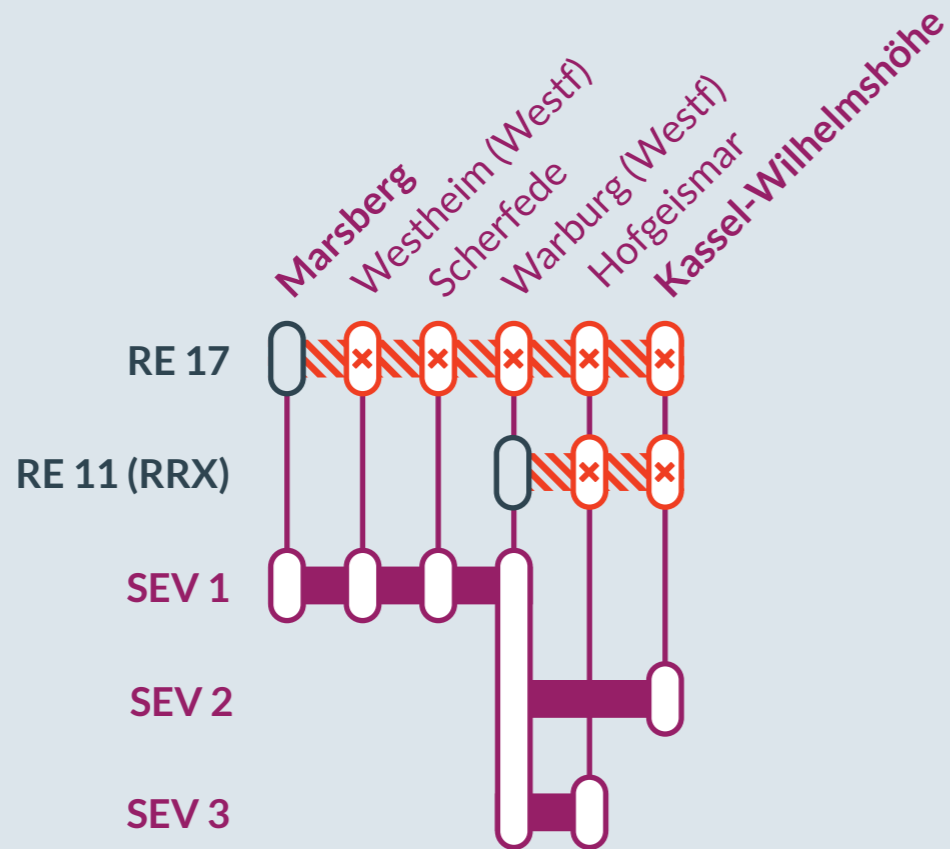 Marsberg
Westheim (Westf)
Scherfede
Warburg (Westf)
Hofgeismar
Kassel-Wilhelmshöhe
RE 17
RE 11 (RRX)
SEV 1
SEV 2
SEV 3